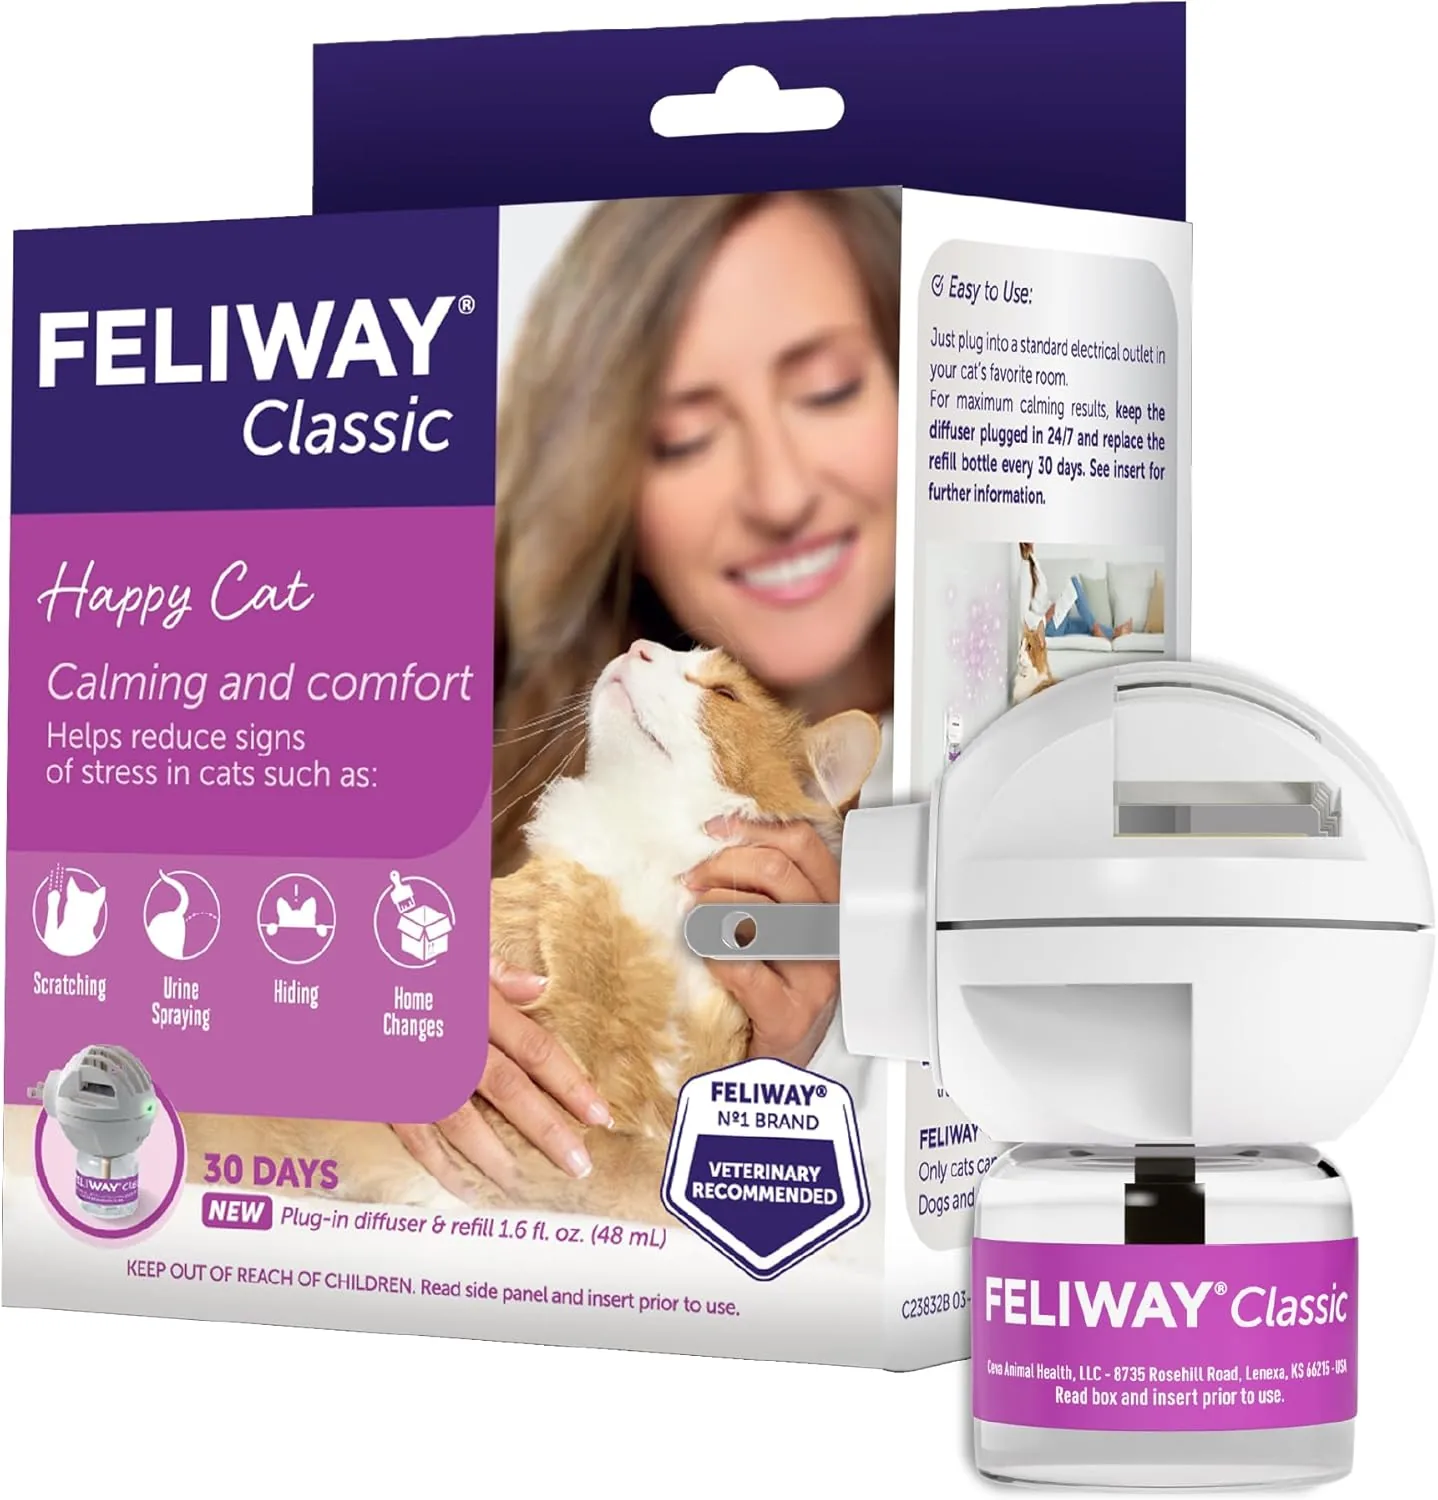 FELIWAY®
Classic
Happy Cat
Calming and comfort
Helps reduce signs
of stress in cats such as:
Scratching
Urine
Spraying
Hiding
Home
Changes
30 DAYS
NEW Plug-in diffuser & refill 1.6 fl. oz. (48 mL)
KEEP OUT OF REACH OF CHILDREN. Read side panel and insert prior to use.
FELIWAY®
Nº1 BRAND
VETERINARY
RECOMMENDED
Easy to Use:
Just plug into a standard electrical outlet in
your cat's favorite room.
For maximum calming results, keep the
diffuser plugged in 24/7 and replace the
refill bottle every 30 days. See insert for
further information.
FELIWAY
Only cats
Dogs and
C23832B 03-
FELIWAY® Classic
Ceva Animal Health, LLC - 8735 Rosehill Road, Lenexa, KS 66215 - USA
Read box and insert prior to use.